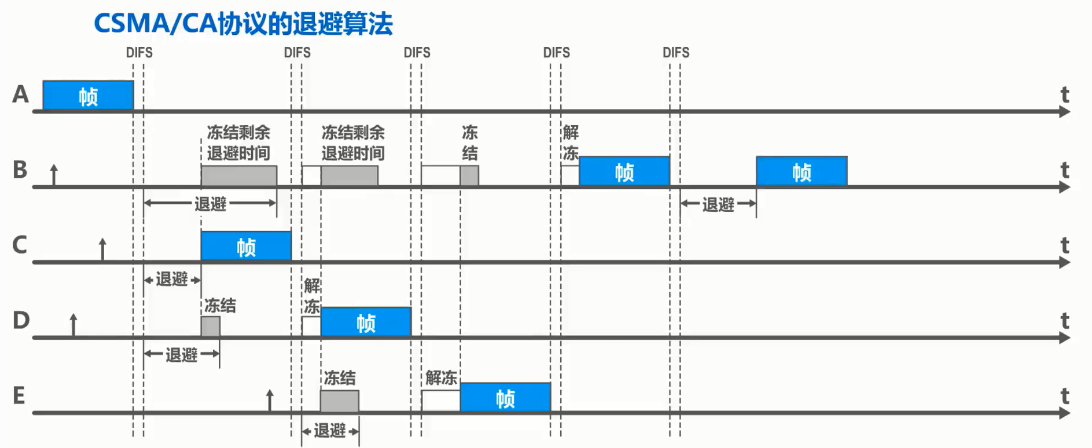 CSMA/CA协议的退避算法
DIFS DIFS DIFS DIFS DIFS
A 帧 t
冻结剩余 冻结剩余 冻 解
退避时间 退避时间 结 冻
B 帧 帧 t
退避 退避
C 帧 t
退避 解
冻结 冻
D 帧 t
退避
冻结 解冻
E 帧 t
退避